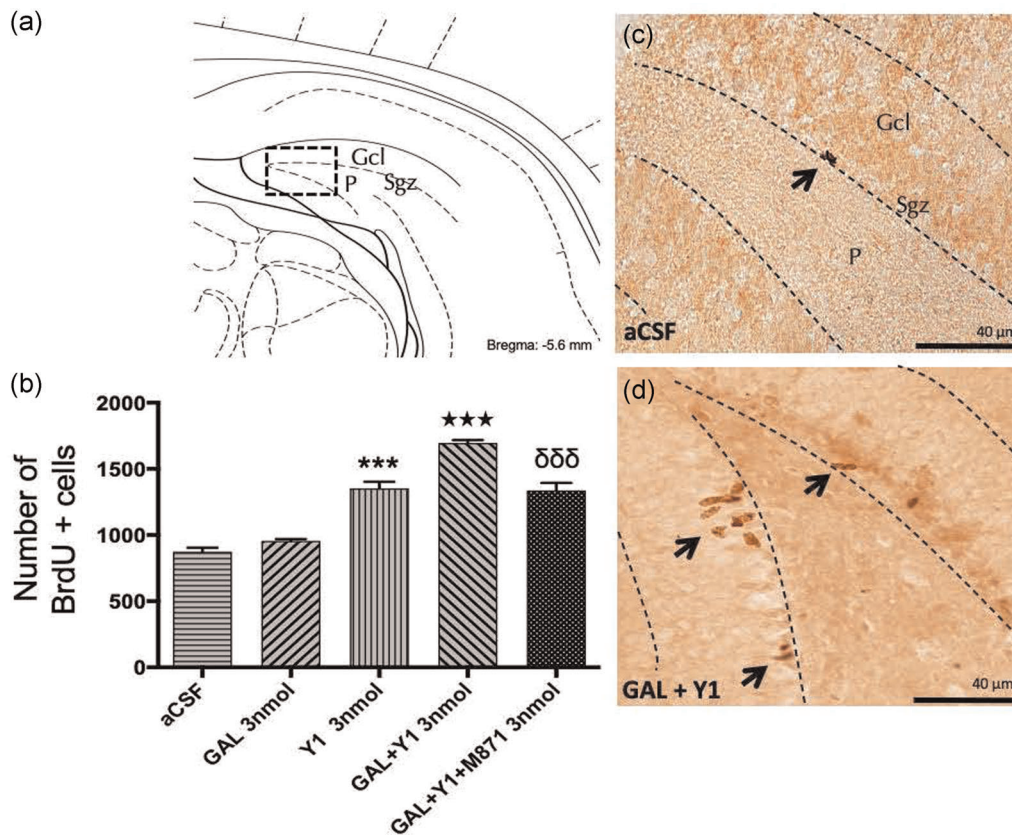 (a)
Gcl
P
Sgz
Bregma: -5.6 mm
(b)
Number of
BrdU + cells
2000
1500
1000
500
0
***
★★★
δδδ
aCSF
GAL 3nmol
Y1 3nmol
GAL+Y1 3nmol
GAL+Y1+M871 3nmol
(c)
Gcl
Sgz
P
aCSF
40 µm
(d)
GAL + Y1
40 µm